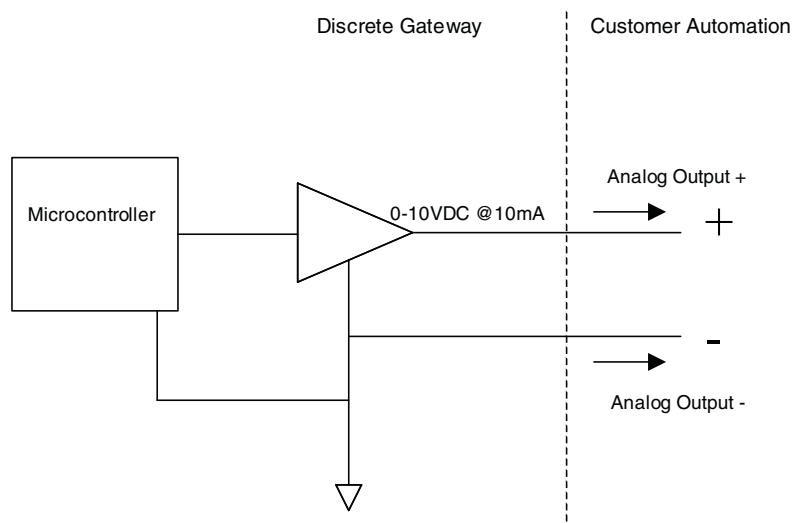 Discrete Gateway
Customer Automation
Analog Output +
Microcontroller
0-10VDC @10mA
+
-
Analog Output -